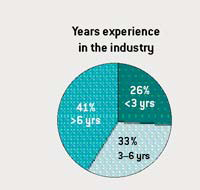 Years experience
in the industry
26%
<3 yrs
41%
>6 yrs
33%
3–6 yrs